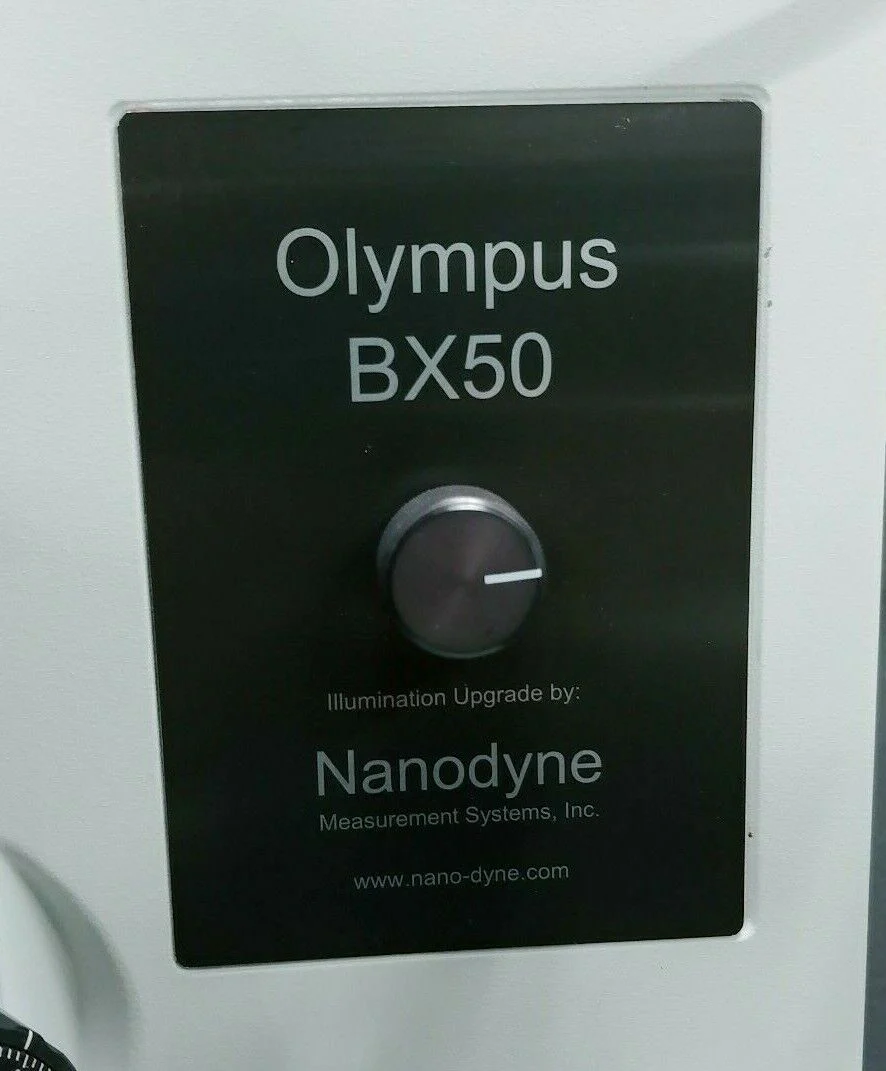 Olympus
BX50
Illumination Upgrade by:
Nanodyne
Measurement Systems, Inc.
www.nano-dyne.com